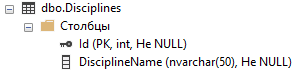 dbo.Disciplines
Столбцы
Id (PK, int, Не NULL)
DisciplineName (nvarchar(50), Не NULL)